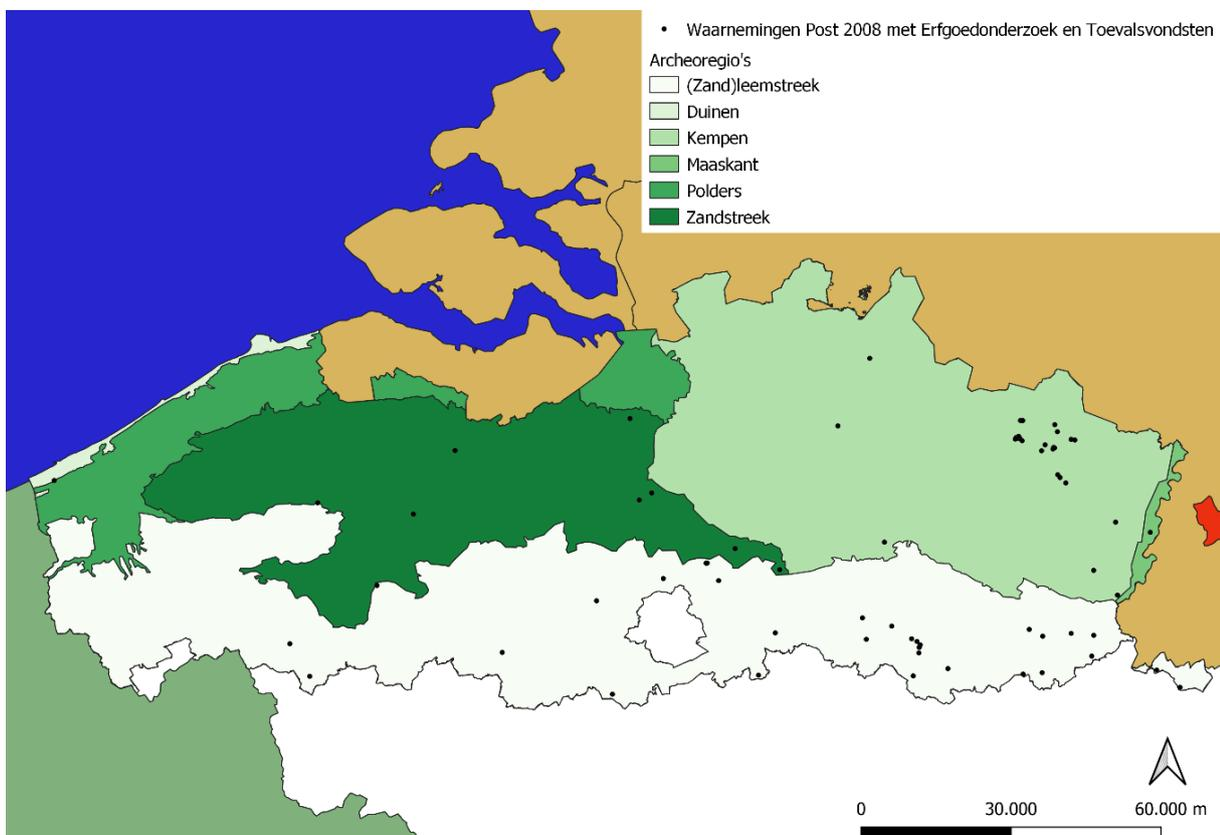 Waarnemingen Post 2008 met Erfgoedonderzoek en Toevalsvondsten
Archeoregio's
(Zand)leemstreek
Duinen
Kempen
Maaskant
Polders
Zandstreek
0 30.000 60.000 m